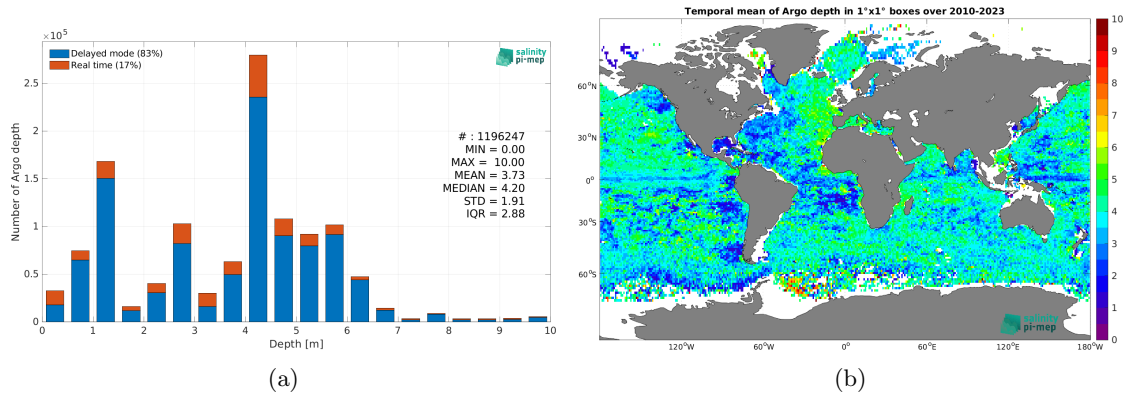 ×10⁵
Delayed mode (83%)
Real time (17%)
salinity
pi-mep
2.5
2
1.5
1
0.5
0
Number of Argo depth
# : 1196247
MIN = 0.00
MAX = 10.00
MEAN = 3.73
MEDIAN = 4.20
STD = 1.91
IQR = 2.88
0 1 2 3 4 5 6 7 8 9 10
Depth [m]
(a)
Temporal mean of Argo depth in 1°x1° boxes over 2010-2023
60°N
30°N
0°
30°S
60°S
120°W 60°W 0° 60°E 120°E 180°W
salinity
pi-mep
10
9
8
7
6
5
4
3
2
1
0
(b)